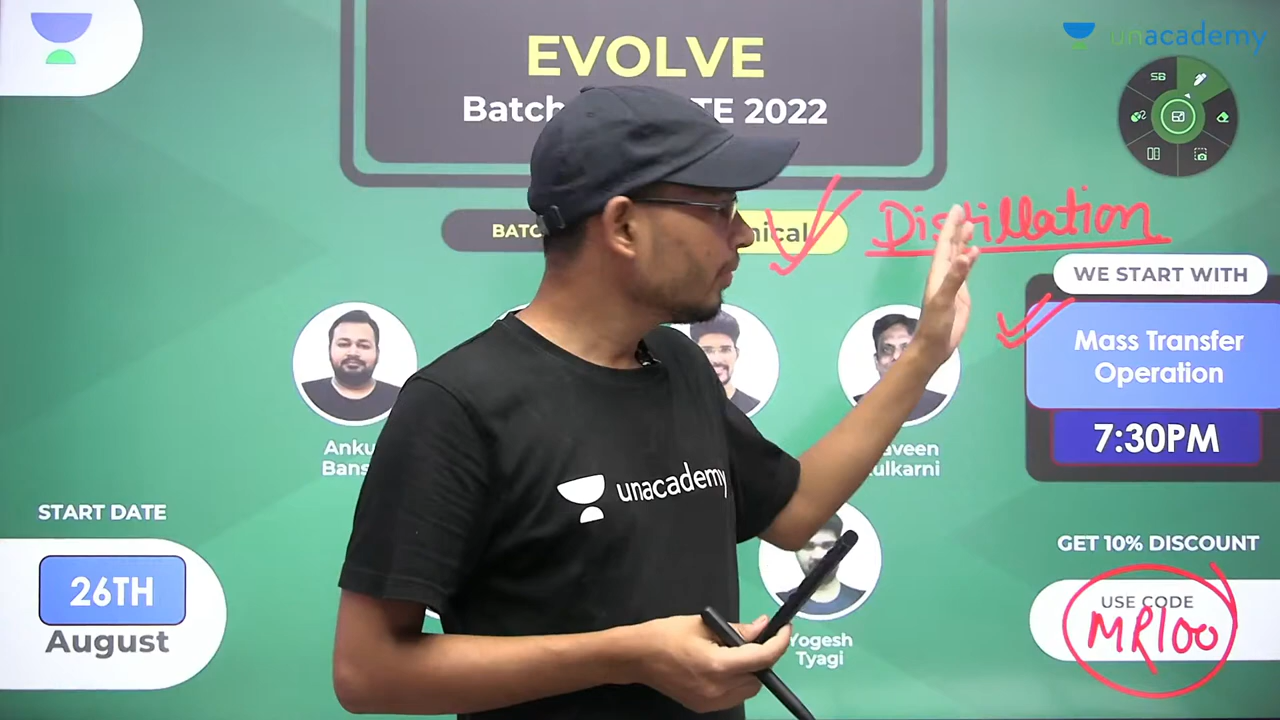 unacademy
EVOLVE
Batch TE 2022
Distillation
BATC nical
WE START WITH
Mass Transfer
Operation
7:30PM
Anku
Bans
aveen
ulkarni
unacademy
START DATE
26TH
August
GET 10% DISCOUNT
USE CODE
MR100
Yogesh
Tyagi
SB